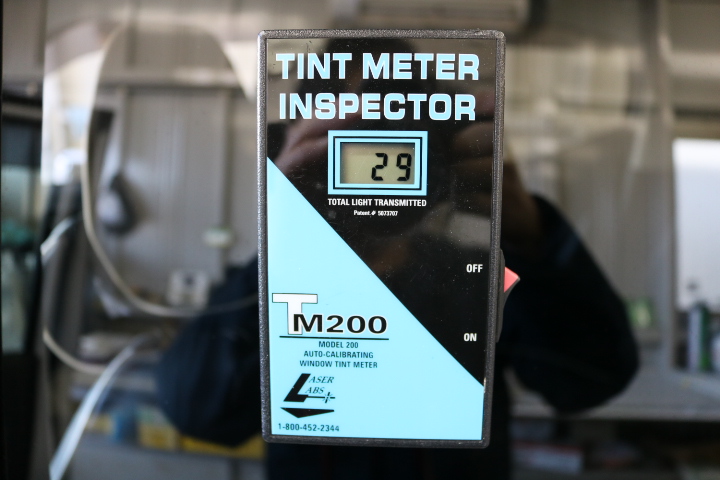 TINT METER
INSPECTOR
29
TOTAL LIGHT TRANSMITTED
Patent # 5073707
OFF
ON
TM200
MODEL 200
AUTO-CALIBRATING
WINDOW TINT METER
LASER
LABS
1-800-452-2344